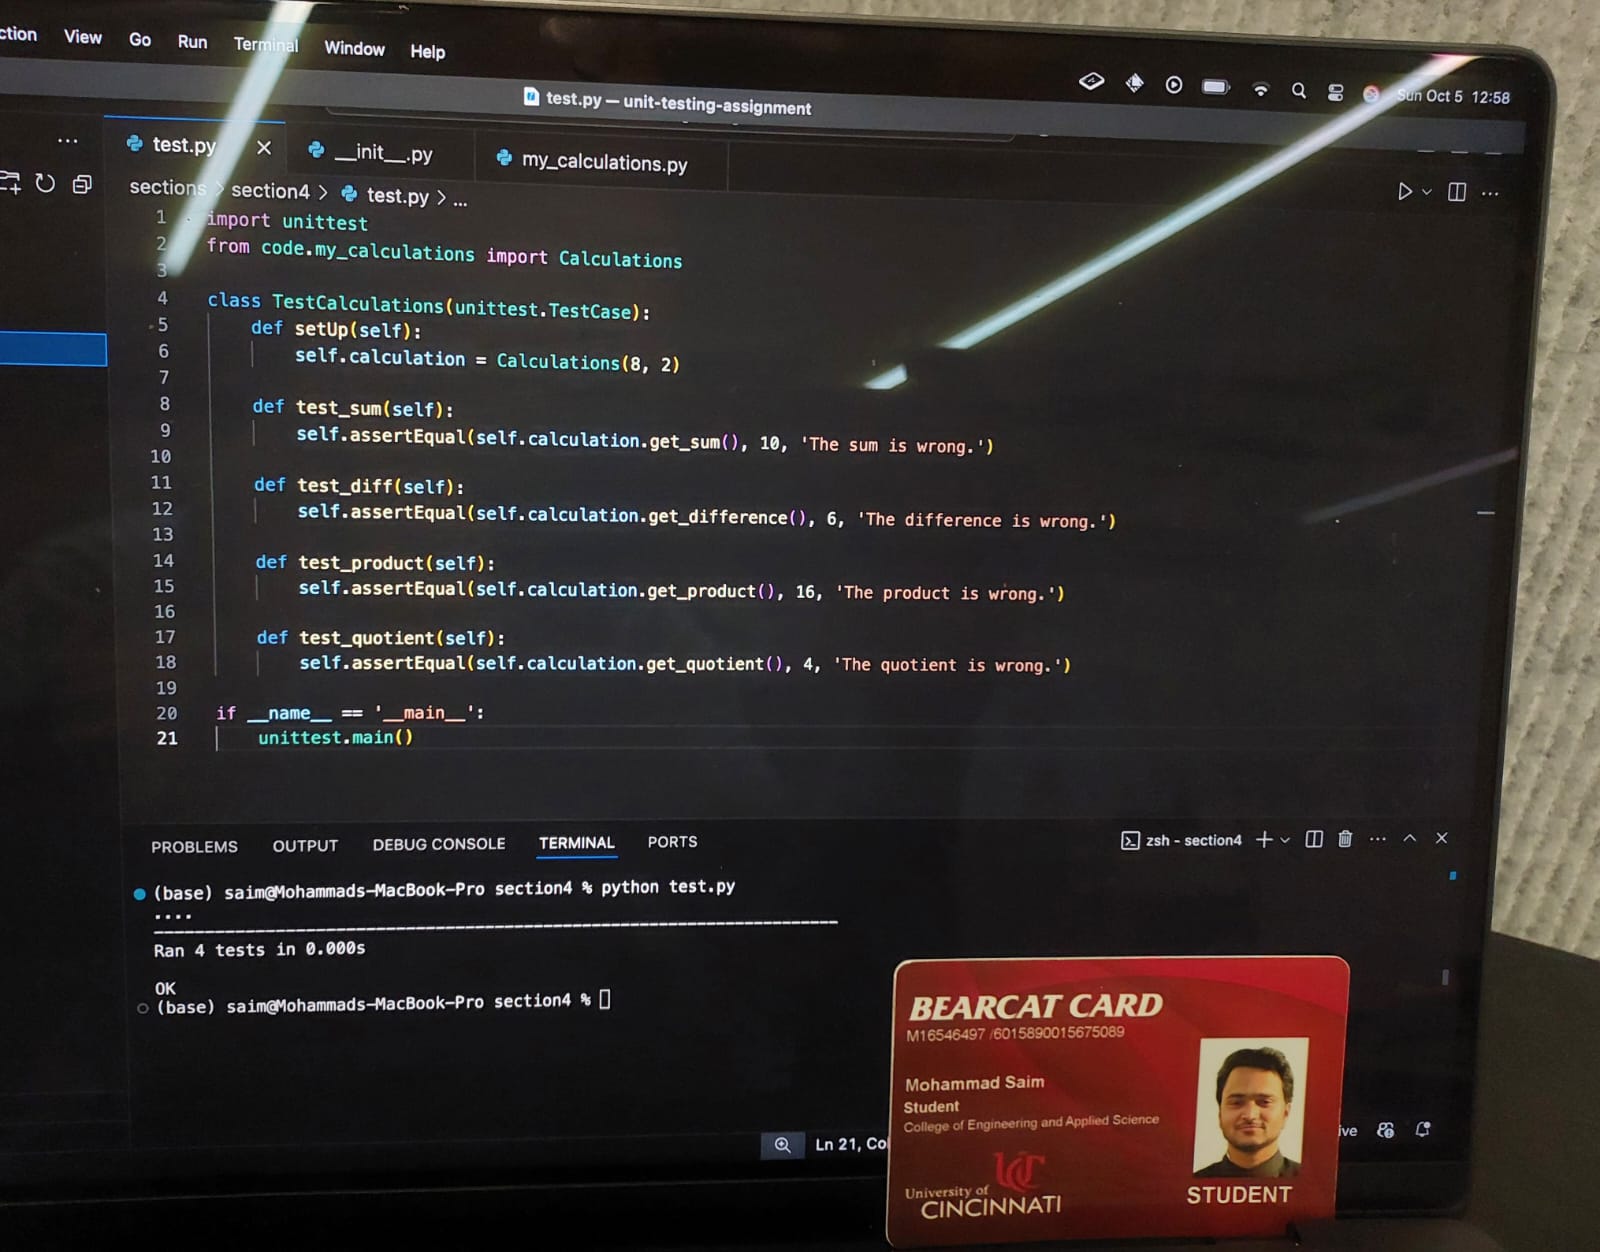 View Go Run Terminal Window Help
Sun Oct 5 12:58
test.py — unit-testing-assignment
test.py
__init__.py
my_calculations.py
sections > section4 > test.py > ...
1 import unittest
2 from code.my_calculations import Calculations
3
4 class TestCalculations(unittest.TestCase):
5 def setUp(self):
6 self.calculation = Calculations(8, 2)
7
8 def test_sum(self):
9 self.assertEqual(self.calculation.get_sum(), 10, 'The sum is wrong.')
10
11 def test_diff(self):
12 self.assertEqual(self.calculation.get_difference(), 6, 'The difference is wrong.')
13
14 def test_product(self):
15 self.assertEqual(self.calculation.get_product(), 16, 'The product is wrong.')
16
17 def test_quotient(self):
18 self.assertEqual(self.calculation.get_quotient(), 4, 'The quotient is wrong.')
19
20 if __name__ == '__main__':
21 unittest.main()
PROBLEMS OUTPUT DEBUG CONSOLE TERMINAL PORTS
zsh - section4
(base) saim@Mohammads-MacBook-Pro section4 % python test.py
....
----------------------------------------------------------------------
Ran 4 tests in 0.000s
OK
(base) saim@Mohammads-MacBook-Pro section4 %
BEARCAT CARD
M16546497 /6015890015675089
Mohammad Saim
Student
College of Engineering and Applied Science
UC
University of
CINCINNATI
STUDENT
Ln 21,